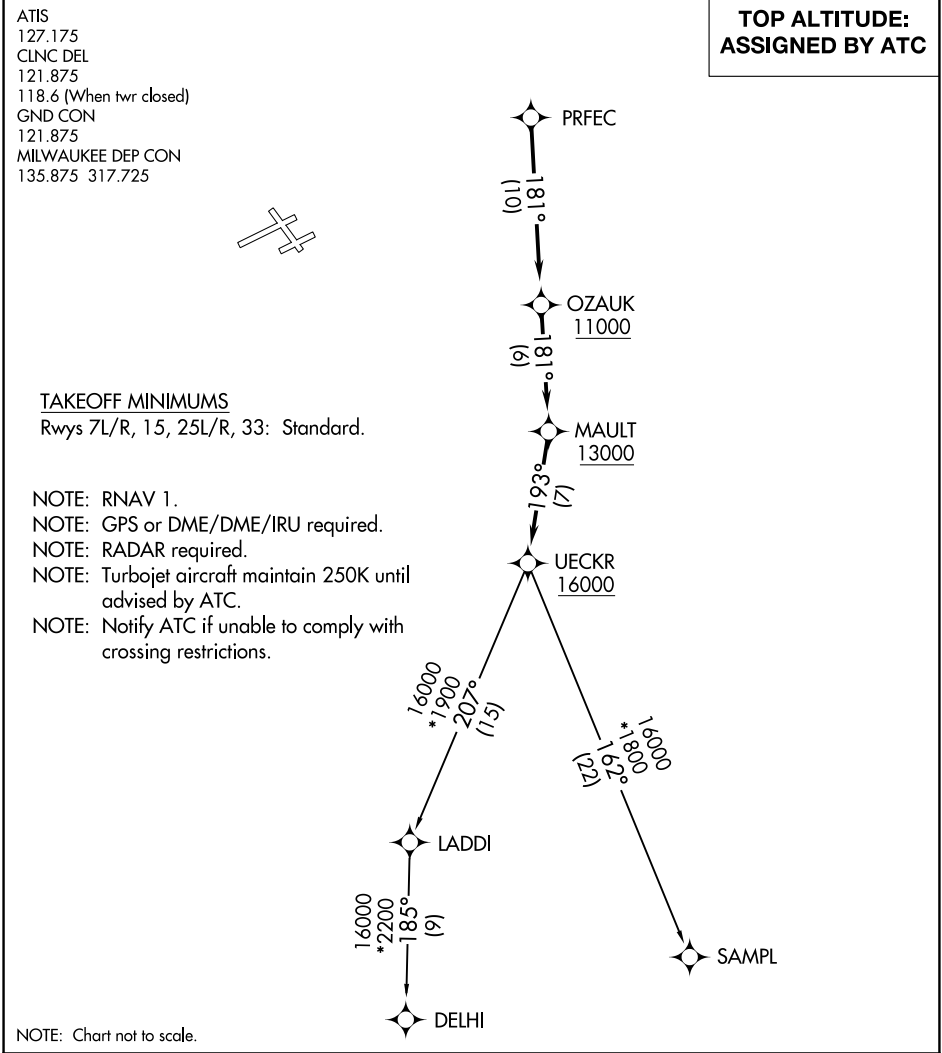 ATIS
127.175
CLNC DEL
121.875
118.6 (When twr closed)
GND CON
121.875
MILWAUKEE DEP CON
135.875 317.725
TOP ALTITUDE:
ASSIGNED BY ATC
PRFEC
181°
(10)
OZAUK
11000
181°
(9)
MAULT
13000
193°
(7)
UECKR
16000
TAKEOFF MINIMUMS
Rwys 7L/R, 15, 25L/R, 33: Standard.
NOTE: RNAV 1.
NOTE: GPS or DME/DME/IRU required.
NOTE: RADAR required.
NOTE: Turbojet aircraft maintain 250K until
advised by ATC.
NOTE: Notify ATC if unable to comply with
crossing restrictions.
16000
*1900
207°
(15)
16000
*1800
162°
(22)
LADDI
16000
*2200
185°
(9)
SAMPL
DELHI
NOTE: Chart not to scale.